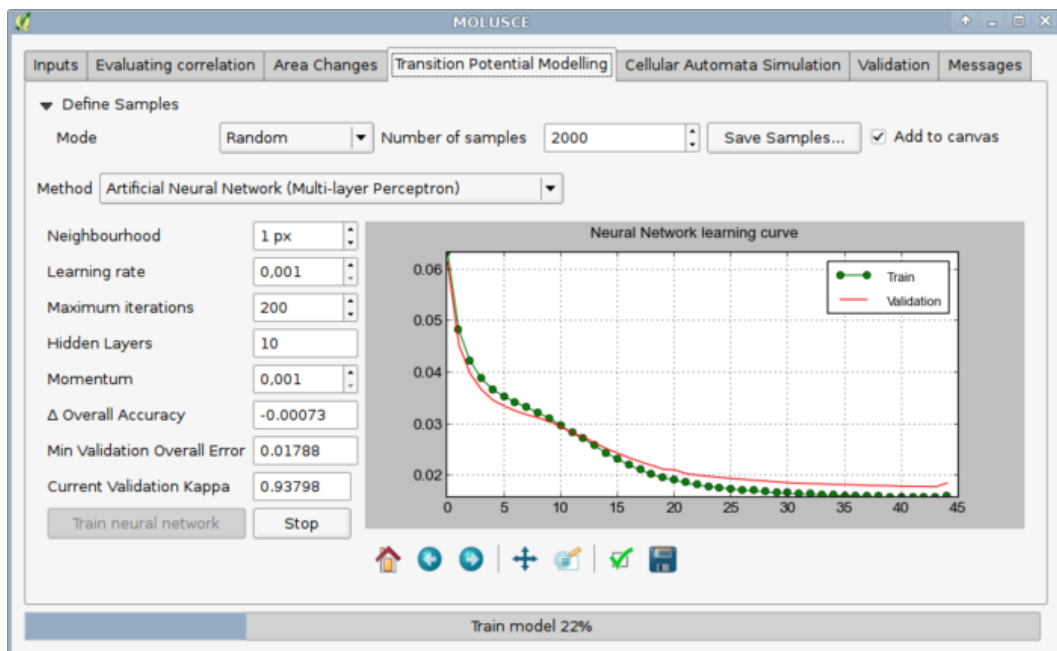 MOLUSCE
Inputs Evaluating correlation Area Changes Transition Potential Modelling Cellular Automata Simulation Validation Messages
Define Samples
Mode Random Number of samples 2000 Save Samples... Add to canvas
Method Artificial Neural Network (Multi-layer Perceptron)
Neighbourhood 1 px
Learning rate 0,001
Maximum iterations 200
Hidden Layers 10
Momentum 0,001
Δ Overall Accuracy -0.00073
Min Validation Overall Error 0.01788
Current Validation Kappa 0.93798
Train neural network Stop
Neural Network learning curve
Train
Validation
0.06
0.05
0.04
0.03
0.02
0 5 10 15 20 25 30 35 40 45
Train model 22%